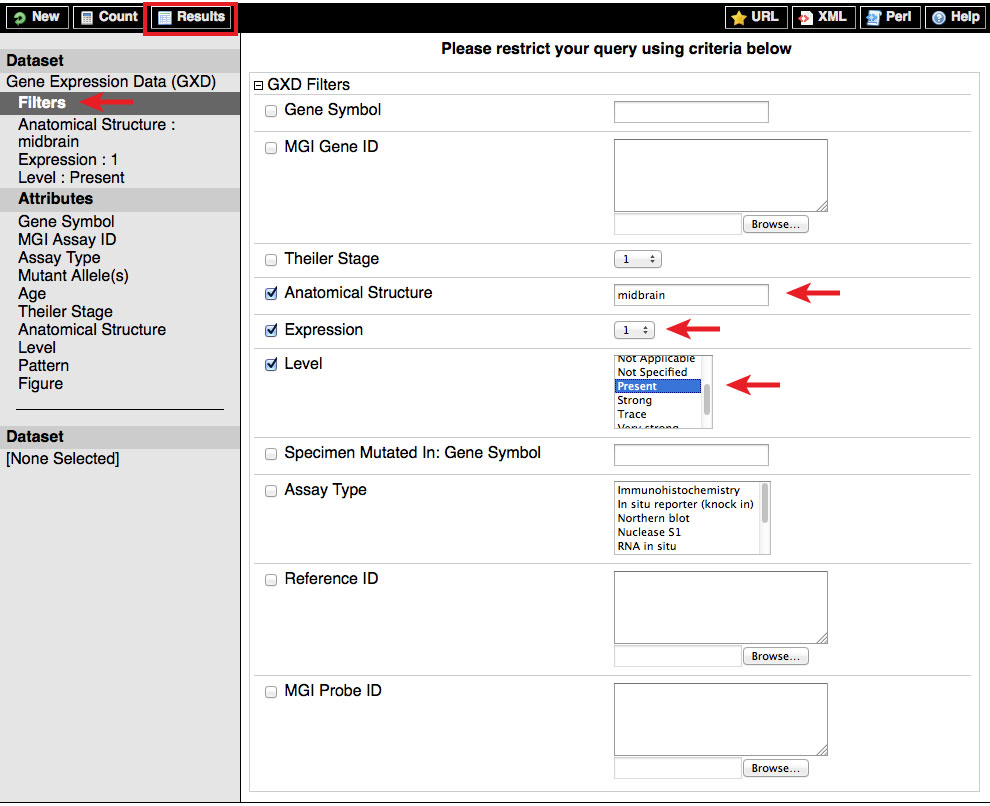 New Count Results URL XML Perl Help
Please restrict your query using criteria below
Dataset
Gene Expression Data (GXD)
Filters
Anatomical Structure :
midbrain
Expression : 1
Level : Present
Attributes
Gene Symbol
MGI Assay ID
Assay Type
Mutant Allele(s)
Age
Theiler Stage
Anatomical Structure
Level
Pattern
Figure
Dataset
[None Selected]
GXD Filters
Gene Symbol
MGI Gene ID
Browse...
Theiler Stage 1
Anatomical Structure midbrain
Expression 1
Level
Not Applicable
Not Specified
Present
Strong
Trace
Very strong
Specimen Mutated In: Gene Symbol
Assay Type
Immunohistochemistry
In situ reporter (knock in)
Northern blot
Nuclease S1
RNA in situ
Reference ID
Browse...
MGI Probe ID
Browse...